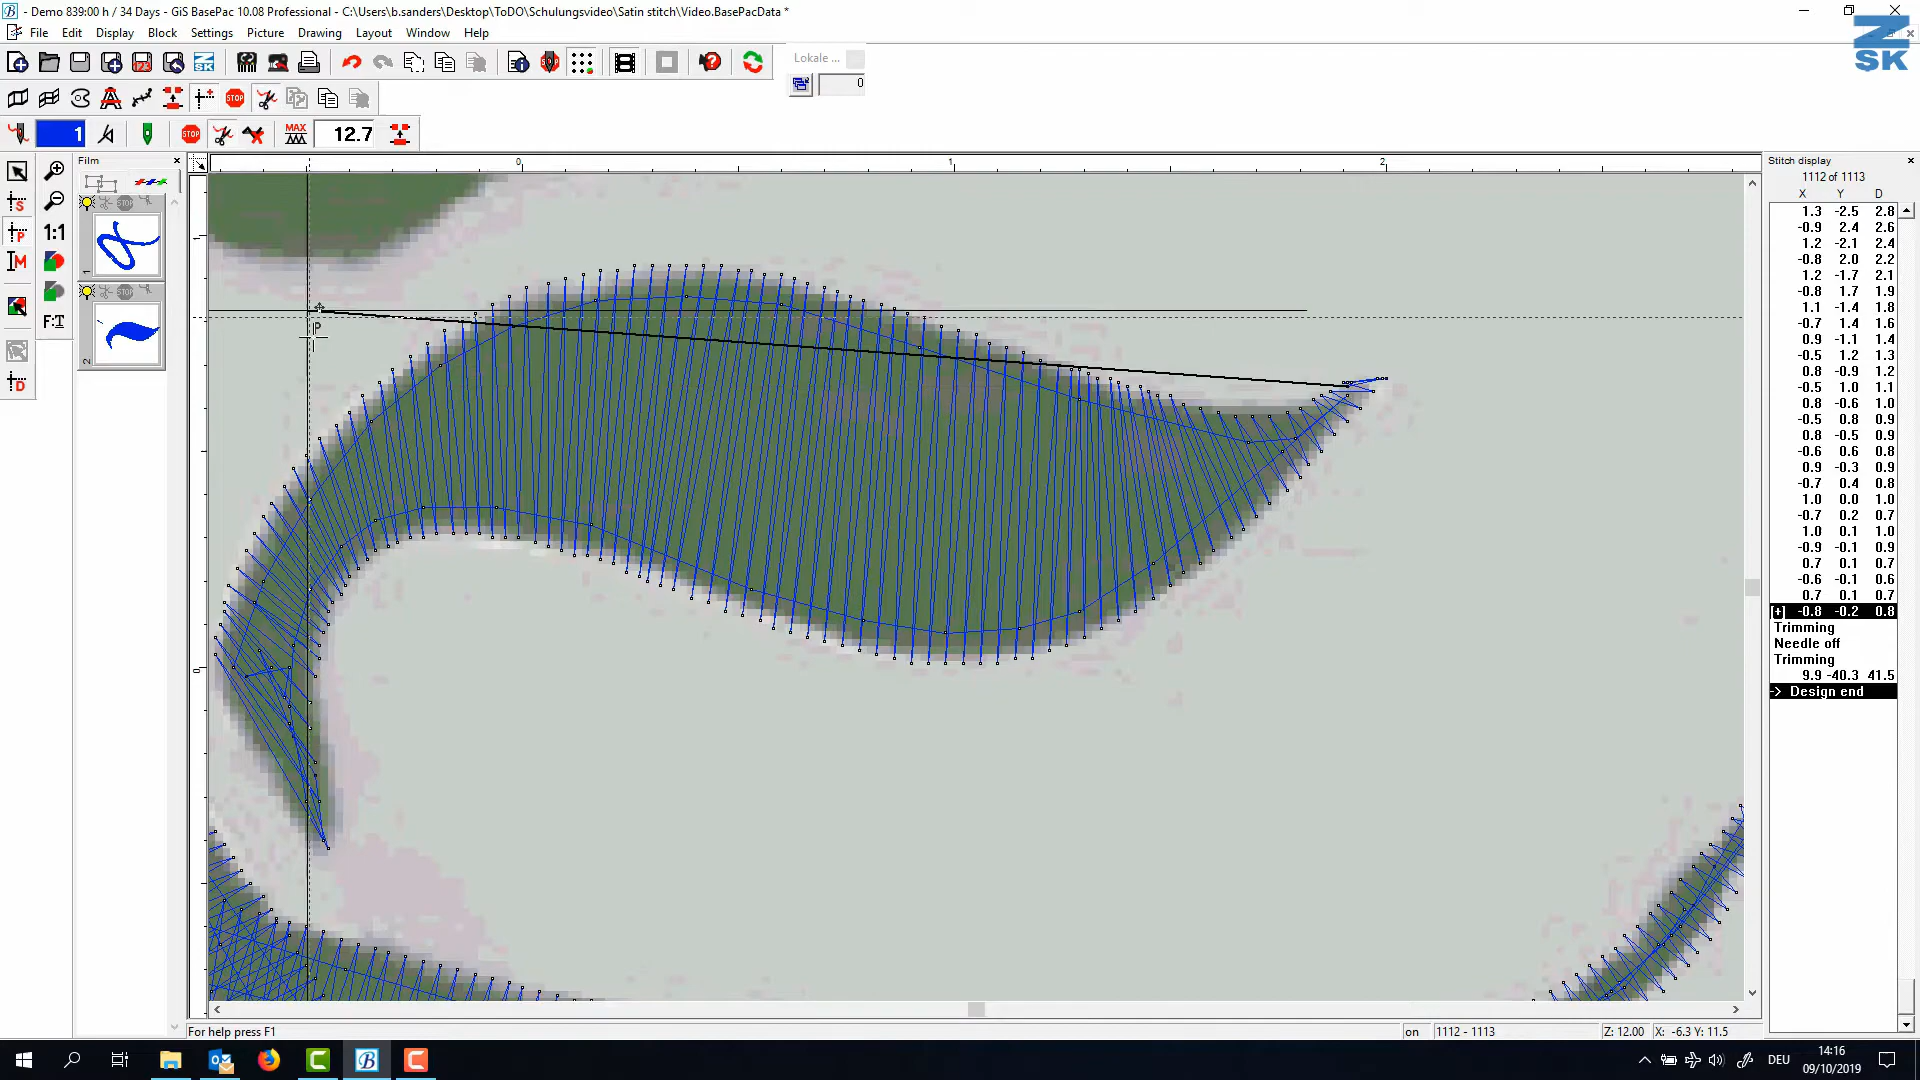 - Demo 839:00 h / 34 Days - GiS BasePac 10.08 Professional - C:\Users\b.sanders\Desktop\ToDO\Schulungsvideo\Satin stitch\Video.BasePacData *
File Edit Display Block Settings Picture Drawing Layout Window Help
ZSK
Lokale ...
0
1 MAX 12.7
STOP
Film
1:1
F:T
1
2
0 1 2
1
0
P
Stitch display
1112 of 1113
X Y D
1.3 -2.5 2.8
-0.9 2.4 2.6
1.2 -2.1 2.4
-0.8 2.0 2.2
1.2 -1.7 2.1
-0.8 1.7 1.9
1.1 -1.4 1.8
-0.7 1.4 1.6
0.9 -1.1 1.4
-0.5 1.2 1.3
0.8 -0.9 1.2
-0.5 1.0 1.1
0.8 -0.6 1.0
-0.5 0.8 0.9
0.8 -0.5 0.9
-0.6 0.6 0.8
0.9 -0.3 0.9
-0.7 0.4 0.8
1.0 0.0 1.0
-0.7 0.2 0.7
1.0 0.1 1.0
-0.9 -0.1 0.9
0.7 0.1 0.7
-0.6 -0.1 0.6
0.7 0.1 0.7
[+] -0.8 -0.2 0.8
Trimming
Needle off
Trimming
9.9 -40.3 41.5
-> Design end
For help press F1
on 1112 - 1113 Z: 12.00 X: -6.3 Y: 11.5
DEU
14:16
09/10/2019